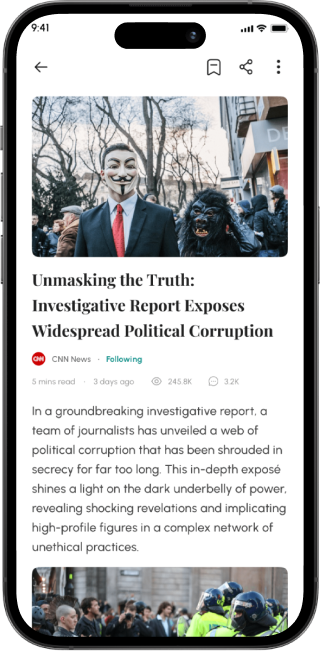 9:41
DE
Unmasking the Truth:
Investigative Report Exposes
Widespread Political Corruption
CNN CNN News · Following
5 mins read · 3 days ago 245.8K 3.2K
In a groundbreaking investigative report, a
team of journalists has unveiled a web of
political corruption that has been shrouded in
secrecy for far too long. This in-depth exposé
shines a light on the dark underbelly of power,
revealing shocking revelations and implicating
high-profile figures in a complex network of
unethical practices.